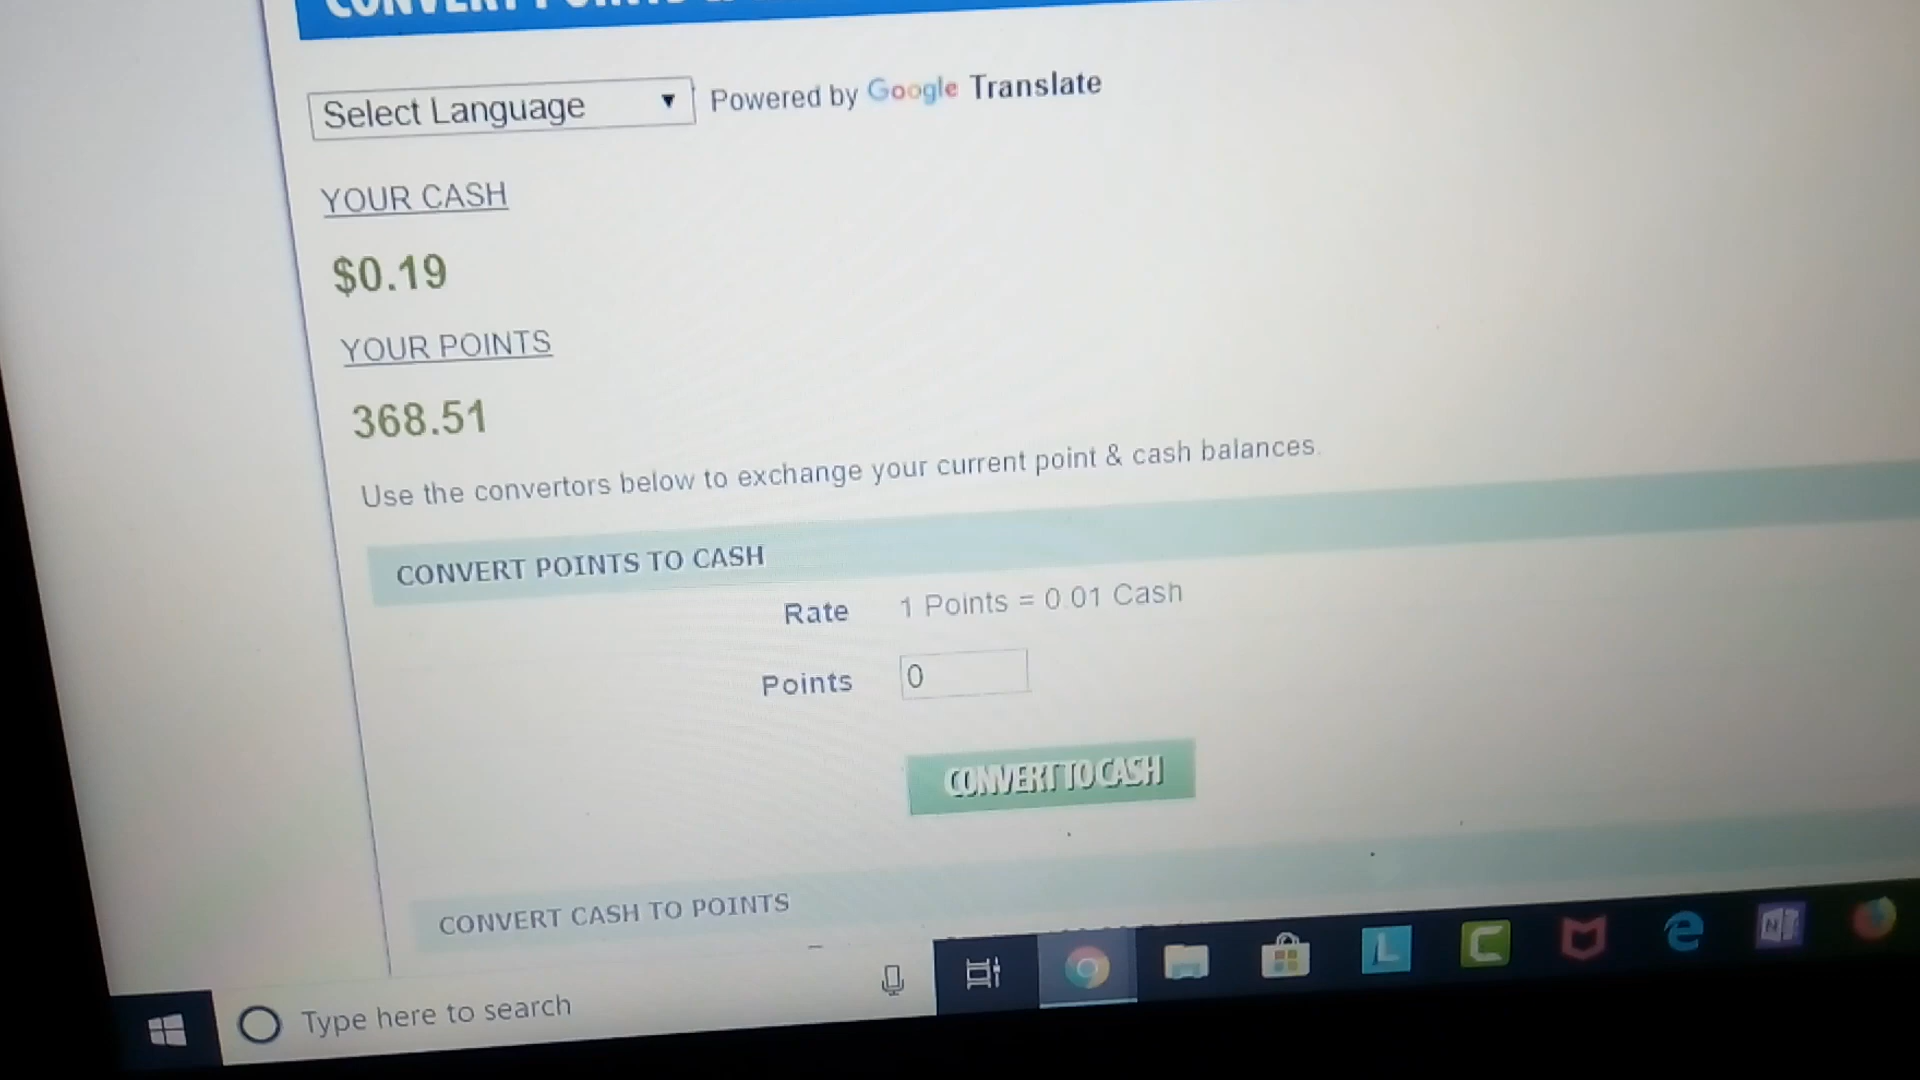 CONVERT POINTS
Select Language ▼ Powered by Google Translate
YOUR CASH
$0.19
YOUR POINTS
368.51
Use the convertors below to exchange your current point & cash balances.
CONVERT POINTS TO CASH
Rate 1 Points = 0.01 Cash
Points 0
CONVERT TO CASH
CONVERT CASH TO POINTS
Type here to search